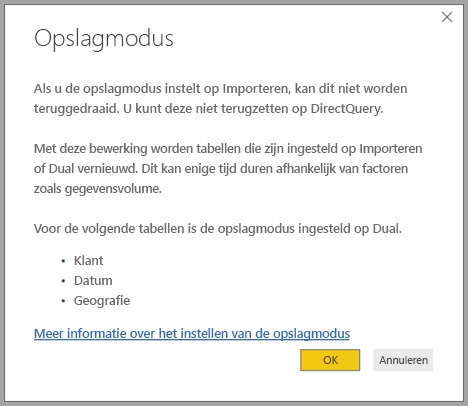 Opslagmodus
Als u de opslagmodus instelt op Importeren, kan dit niet worden
teruggedraaid. U kunt deze niet terugzetten op DirectQuery.
Met deze bewerking worden tabellen die zijn ingesteld op Importeren
of Dual vernieuwd. Dit kan enige tijd duren afhankelijk van factoren
zoals gegevensvolume.
Voor de volgende tabellen is de opslagmodus ingesteld op Dual.
• Klant
• Datum
• Geografie
Meer informatie over het instellen van de opslagmodus
OK Annuleren